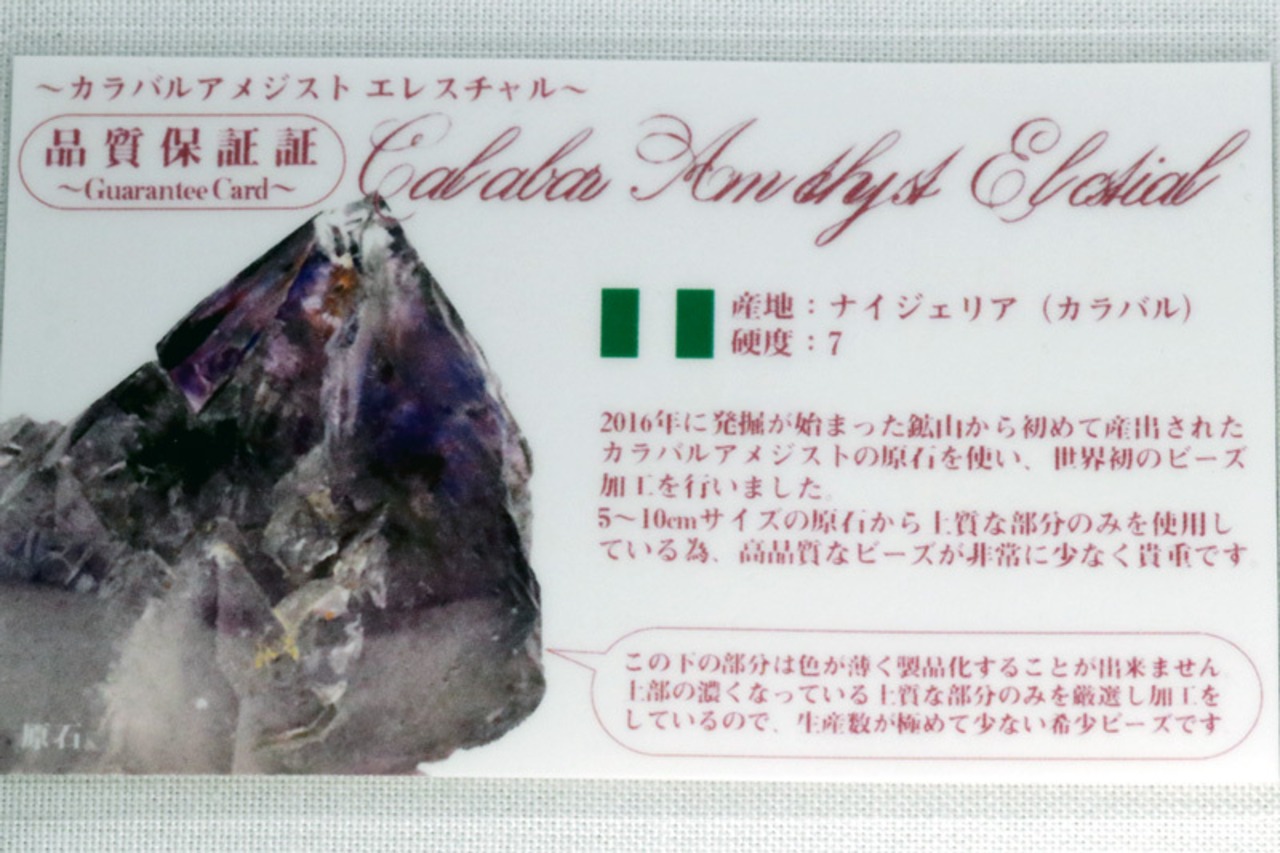 ～カラバルアメジスト エレスチャル～
品質保証証
～Guarantee Card～
Calabar Amethyst Elestial
産地：ナイジェリア（カラバル）
硬度：7
2016年に発掘が始まった鉱山から初めて産出された
カラバルアメジストの原石を使い、世界初のビーズ
加工を行いました。
5～10cmサイズの原石から上質な部分のみを使用し
ている為、高品質なビーズが非常に少なく貴重です
この下の部分は色が薄く製品化することが出来ません
上部の濃くなっている上質な部分のみを厳選し加工を
しているので、生産数が極めて少ない希少ビーズです
原石